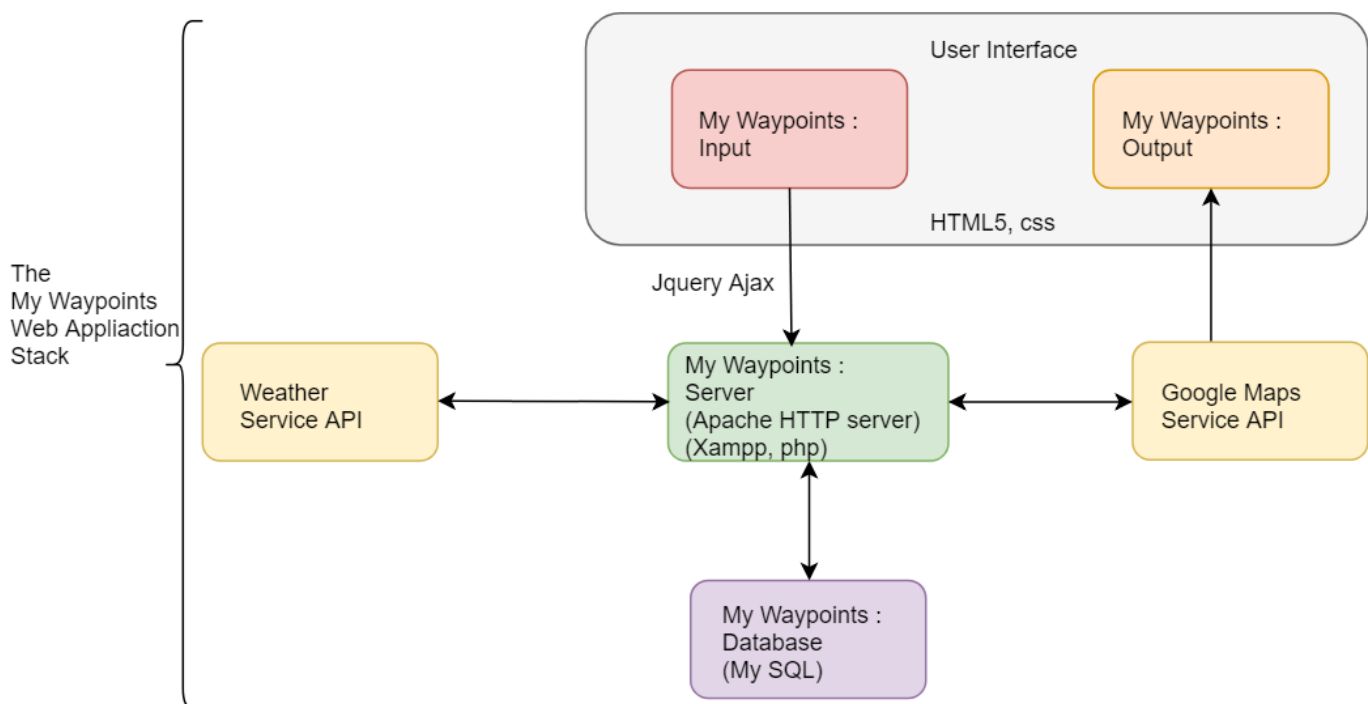 User Interface
My Waypoints :
Input
My Waypoints :
Output
HTML5, css
Jquery Ajax
The
My Waypoints
Web Appliaction
Stack
Weather
Service API
My Waypoints :
Server
(Apache HTTP server)
(Xampp, php)
Google Maps
Service API
My Waypoints :
Database
(My SQL)